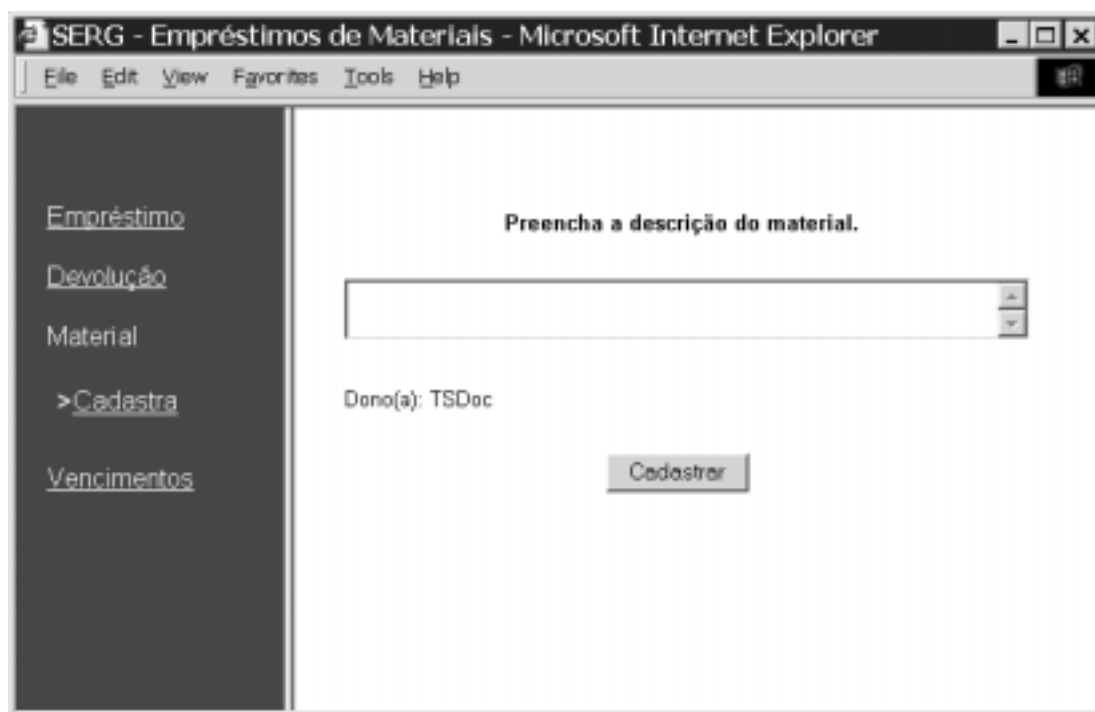 SERG - Empréstimos de Materiais - Microsoft Internet Explorer
File Edit View Favorites Tools Help
Empréstimo
Devolução
Material
>Cadastra
Vencimentos
Preencha a descrição do material.
Dono(a): TSDoc
Cadastrar